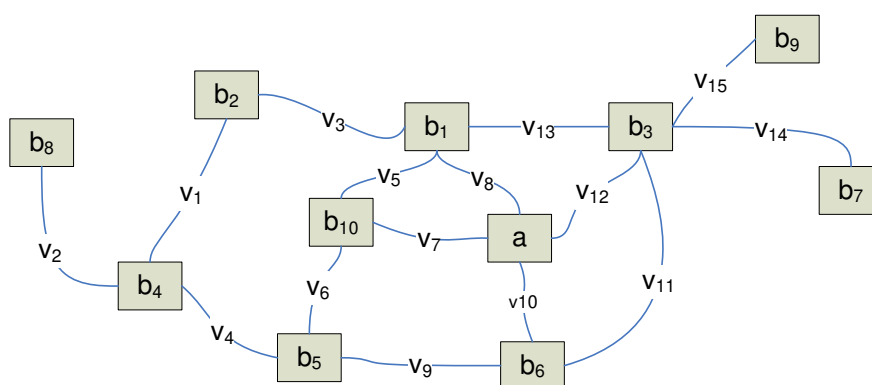 b₉
v₁₅
b₂
v₃
b₁
v₁₃
b₃
v₁₄
b₈
v₁
v₅
v₈
v₁₂
b₇
b₁₀
v₇
a
v₂
b₄
v₆
v₁₁
v10
v₄
b₅
v₉
b₆